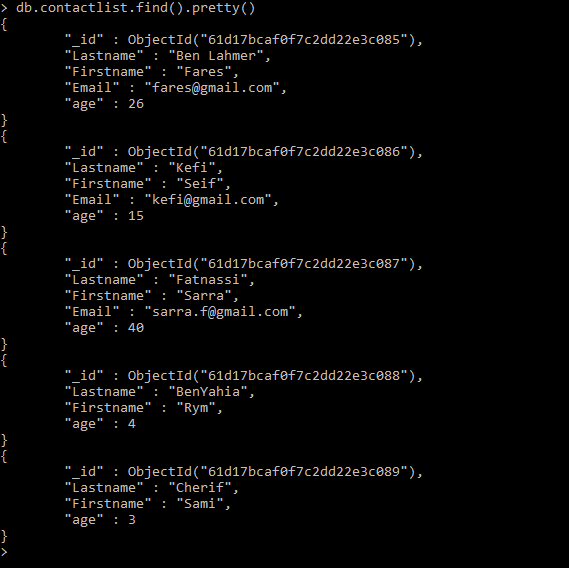 > db.contactlist.find().pretty()
{
        "_id" : ObjectId("61d17bcaf0f7c2dd22e3c085"),
        "Lastname" : "Ben Lahmer",
        "Firstname" : "Fares",
        "Email" : "fares@gmail.com",
        "age" : 26
}
{
        "_id" : ObjectId("61d17bcaf0f7c2dd22e3c086"),
        "Lastname" : "Kefi",
        "Firstname" : "Seif",
        "Email" : "kefi@gmail.com",
        "age" : 15
}
{
        "_id" : ObjectId("61d17bcaf0f7c2dd22e3c087"),
        "Lastname" : "Fatnassi",
        "Firstname" : "Sarra",
        "Email" : "sarra.f@gmail.com",
        "age" : 40
}
{
        "_id" : ObjectId("61d17bcaf0f7c2dd22e3c088"),
        "Lastname" : "BenYahia",
        "Firstname" : "Rym",
        "age" : 4
}
{
        "_id" : ObjectId("61d17bcaf0f7c2dd22e3c089"),
        "Lastname" : "Cherif",
        "Firstname" : "Sami",
        "age" : 3
}
>